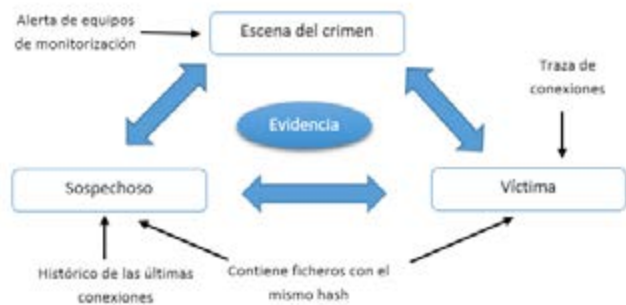 Alerta de equipos
de monitorización
Escena del crimen
Traza de
conexiones
Evidencia
Sospechoso
Víctima
Histórico de las últimas
conexiones
Contiene ficheros con el
mismo hash